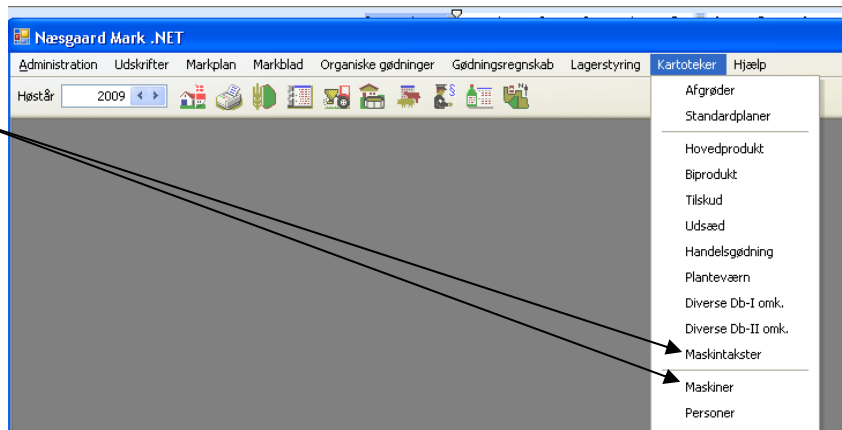 Næsgaard Mark .NET
Administration Udskrifter Markplan Markblad Organiske gødninger Gødningsregnskab Lagerstyring Kartoteker Hjælp
Høstår 2009
Afgrøder
Standardplaner
Hovedprodukt
Biprodukt
Tilskud
Udsæd
Handelsgødning
Planteværn
Diverse Db-I omk.
Diverse Db-II omk.
Maskintakster
Maskiner
Personer